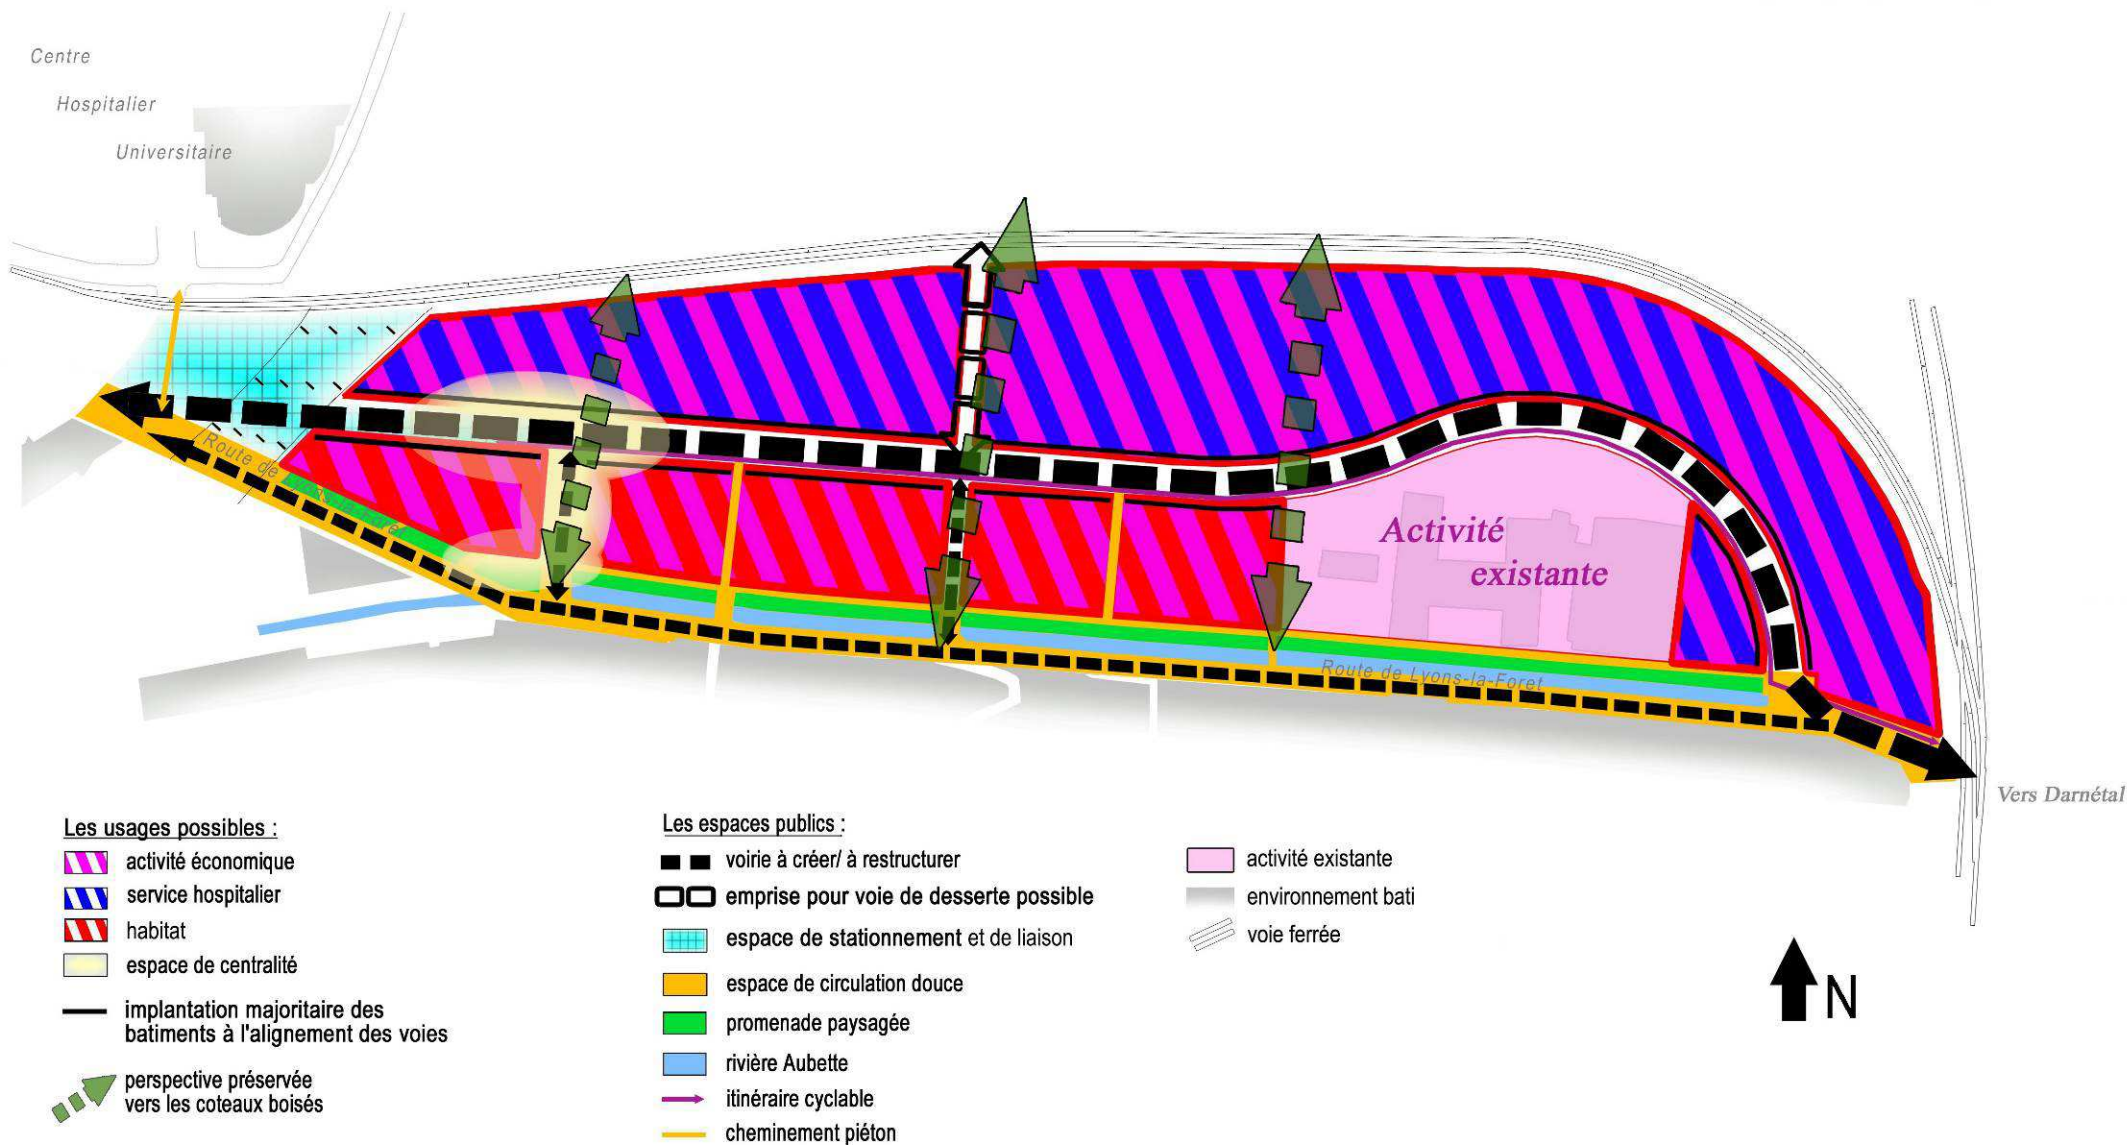 Centre
Hospitalier
Universitaire
Route de
Activité
existante
Route de Lyons-la-Foret
Vers Darnétal
Les usages possibles :
activité économique
service hospitalier
habitat
espace de centralité
implantation majoritaire des
batiments à l'alignement des voies
perspective préservée
vers les coteaux boisés
Les espaces publics :
voirie à créer/ à restructurer
emprise pour voie de desserte possible
espace de stationnement et de liaison
espace de circulation douce
promenade paysagée
rivière Aubette
itinéraire cyclable
cheminement piéton
activité existante
environnement bati
voie ferrée
N